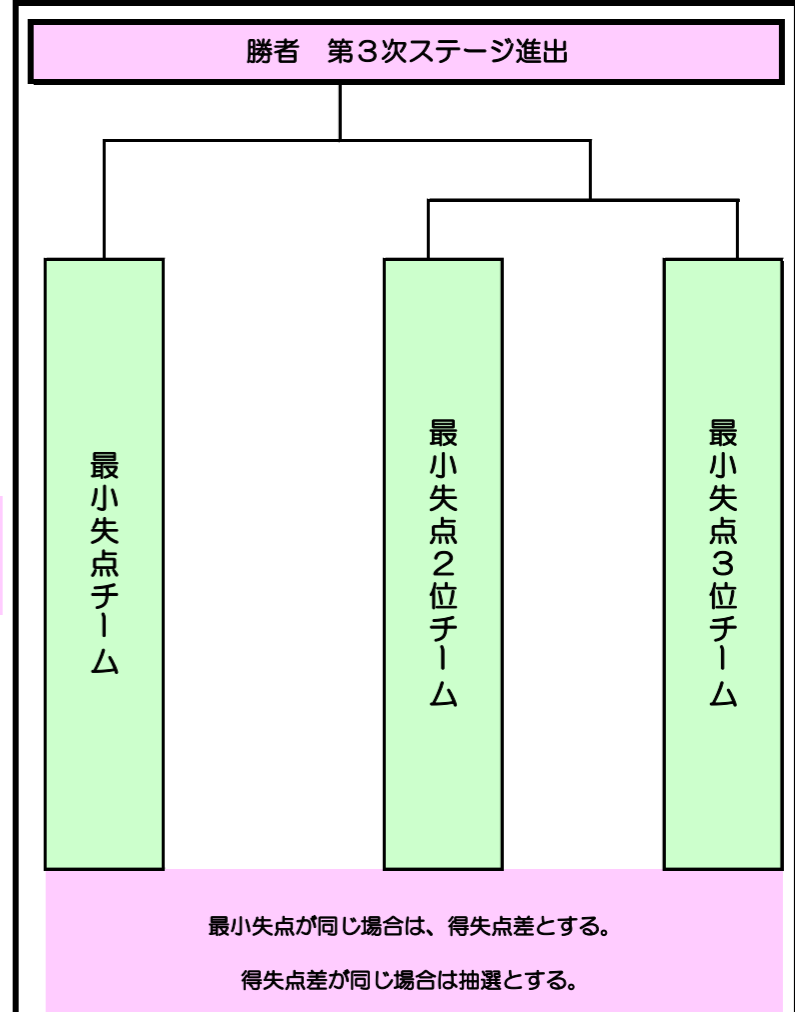 勝者　第３次ステージ進出
最小失点チーム
最小失点２位チーム
最小失点３位チーム
最小失点が同じ場合は、得失点差とする。
得失点差が同じ場合は抽選とする。